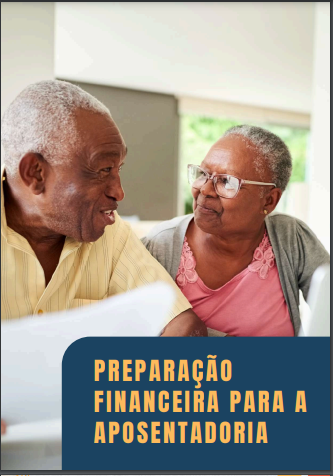 PREPARAÇÃO
FINANCEIRA PARA A
APOSENTADORIA